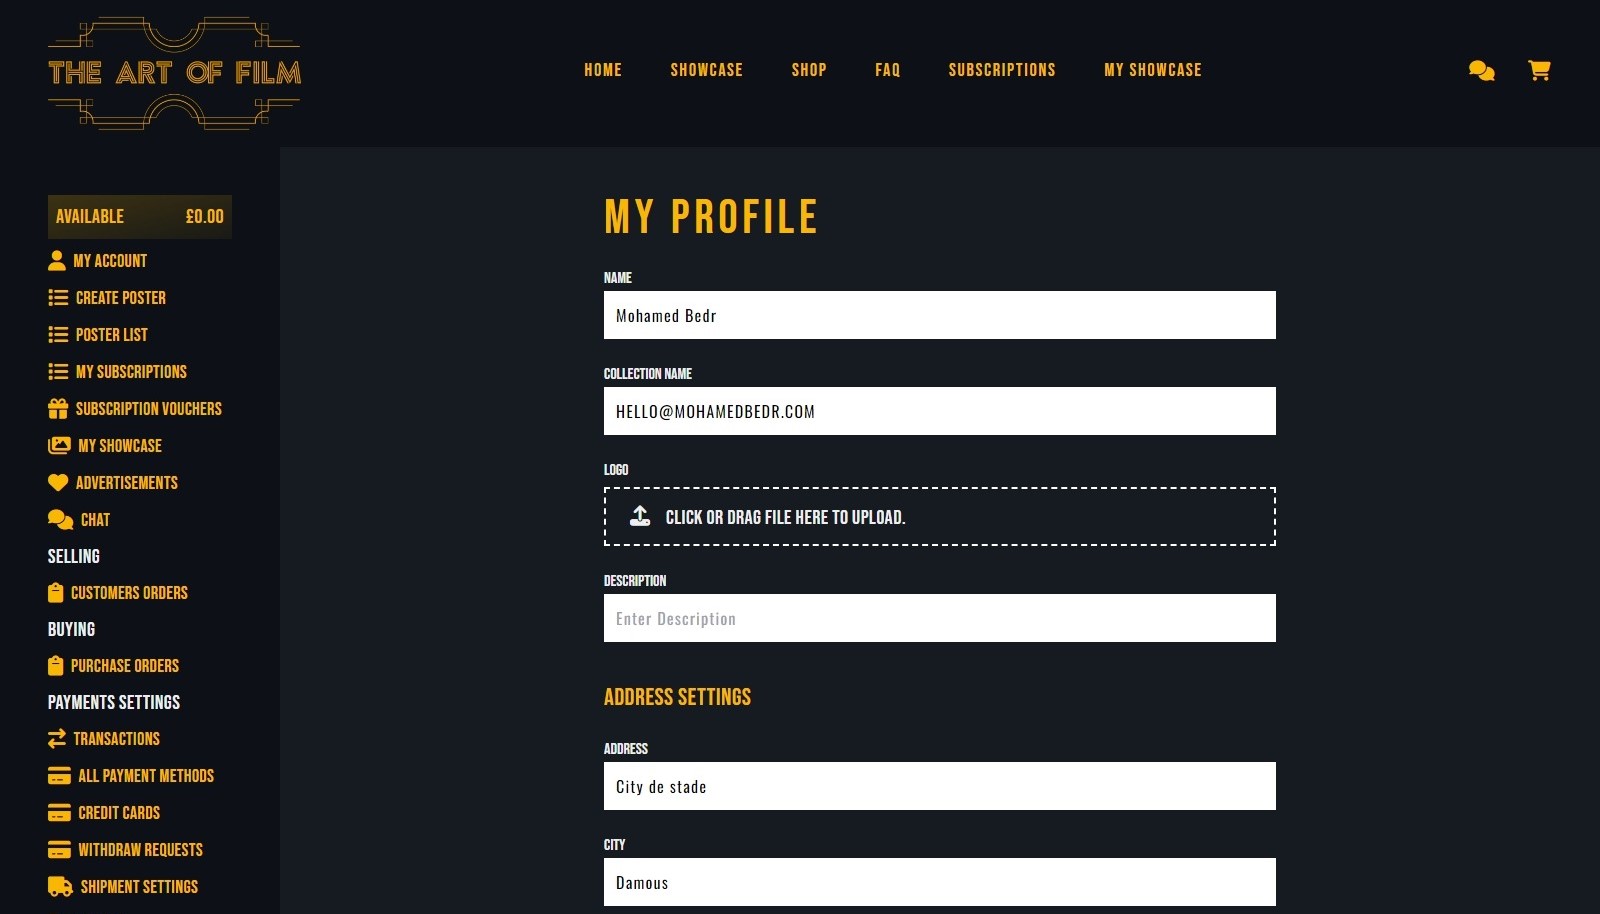 THE ART OF FILM
HOME SHOWCASE SHOP FAQ SUBSCRIPTIONS MY SHOWCASE
AVAILABLE £0.00
MY ACCOUNT
CREATE POSTER
POSTER LIST
MY SUBSCRIPTIONS
SUBSCRIPTION VOUCHERS
MY SHOWCASE
ADVERTISEMENTS
CHAT
SELLING
CUSTOMERS ORDERS
BUYING
PURCHASE ORDERS
PAYMENTS SETTINGS
TRANSACTIONS
ALL PAYMENT METHODS
CREDIT CARDS
WITHDRAW REQUESTS
SHIPMENT SETTINGS
MY PROFILE
NAME
Mohamed Bedr
COLLECTION NAME
HELLO@MOHAMEDBEDR.COM
LOGO
CLICK OR DRAG FILE HERE TO UPLOAD.
DESCRIPTION
Enter Description
ADDRESS SETTINGS
ADDRESS
City de stade
CITY
Damous